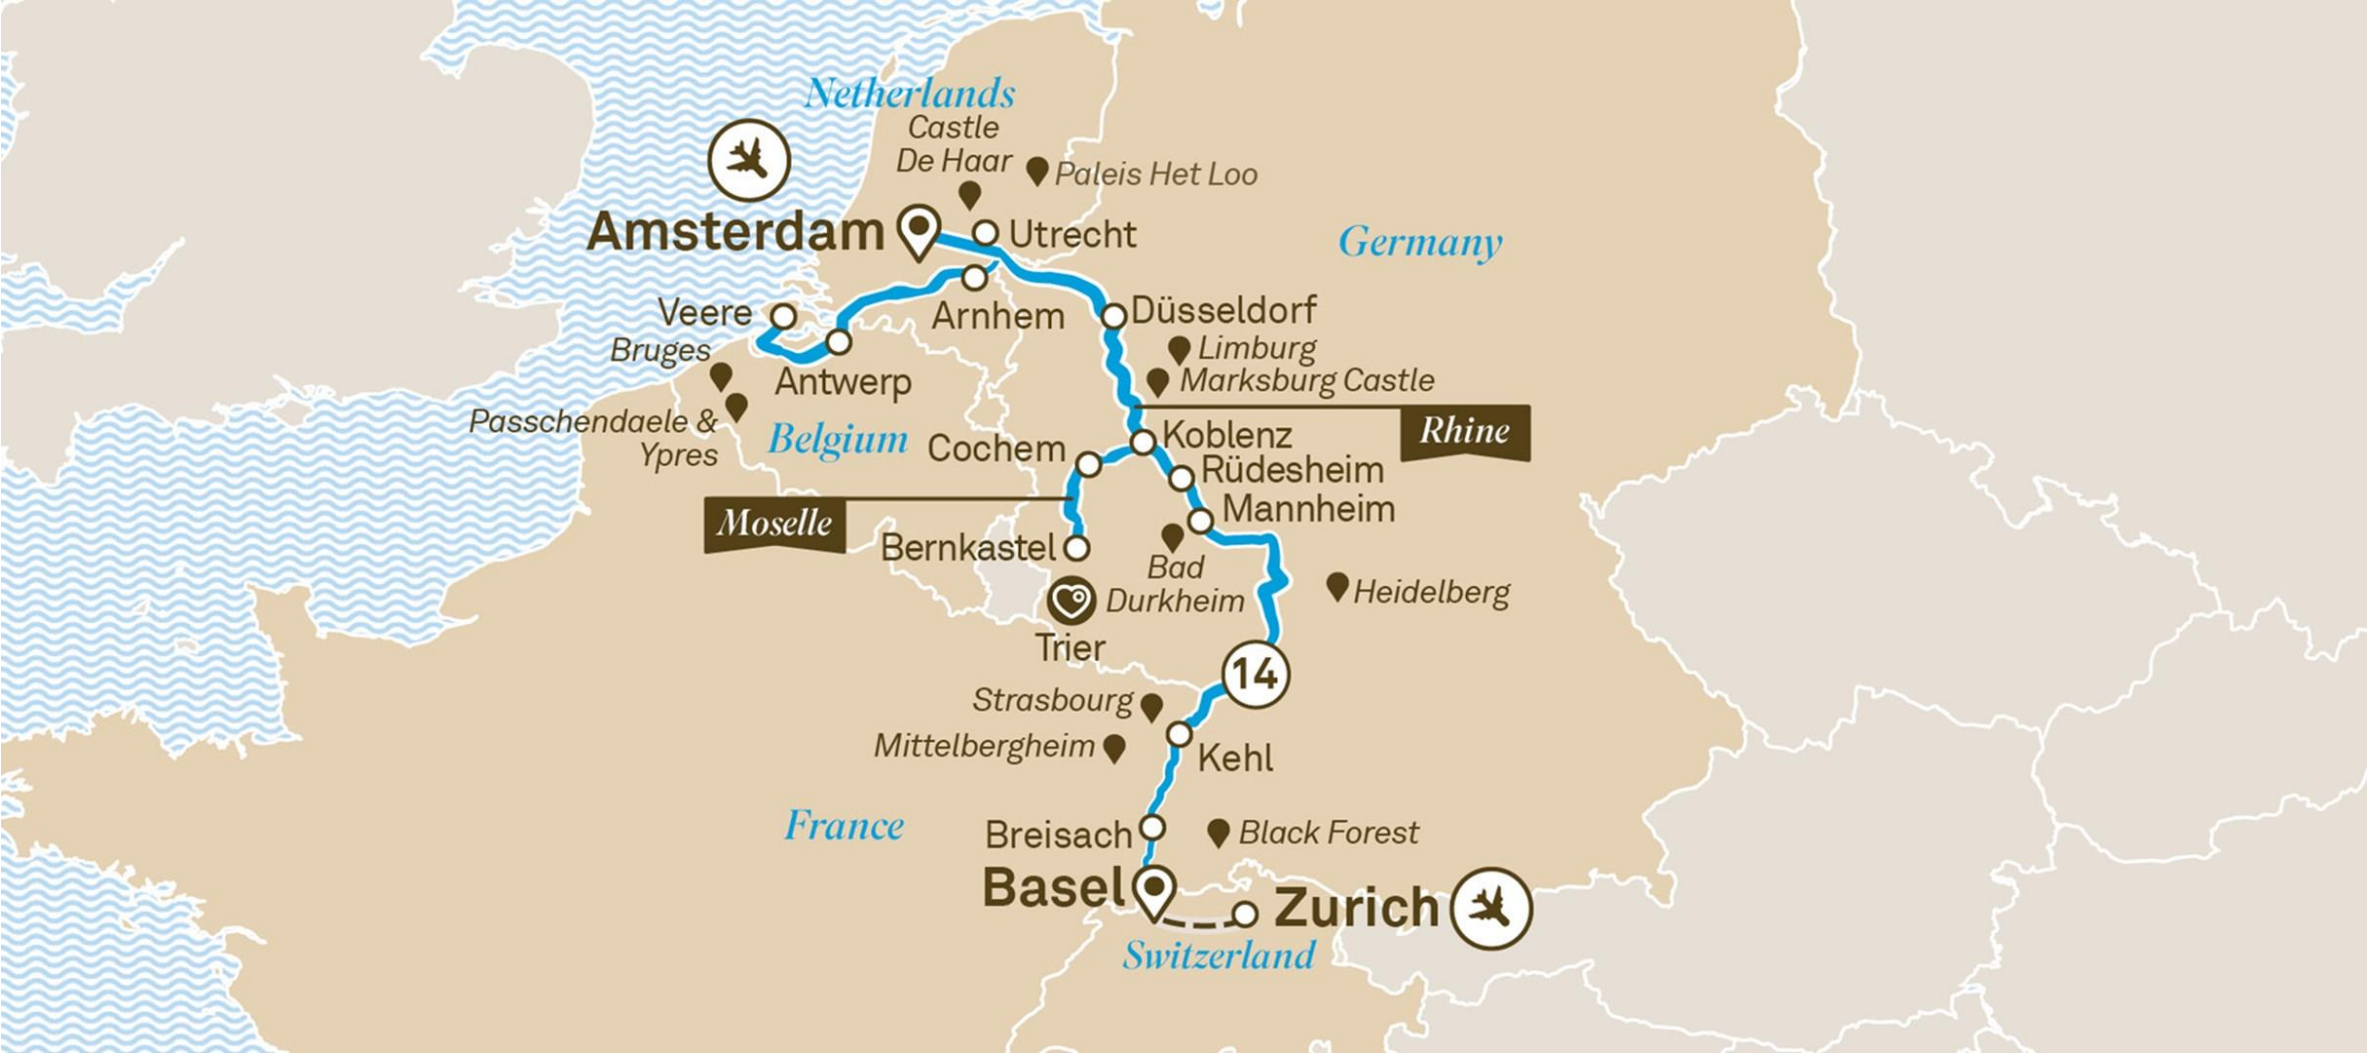 Netherlands
Castle
De Haar
Paleis Het Loo
Amsterdam
Utrecht
Germany
Veere
Arnhem
Düsseldorf
Bruges
Limburg
Antwerp
Marksburg Castle
Passchendaele &
Ypres
Belgium
Cochem
Koblenz
Rhine
Rüdesheim
Mannheim
Moselle
Bernkastel
Bad
Durkheim
Heidelberg
Trier
14
Strasbourg
Mittelbergheim
Kehl
France
Breisach
Black Forest
Basel
Zurich
Switzerland